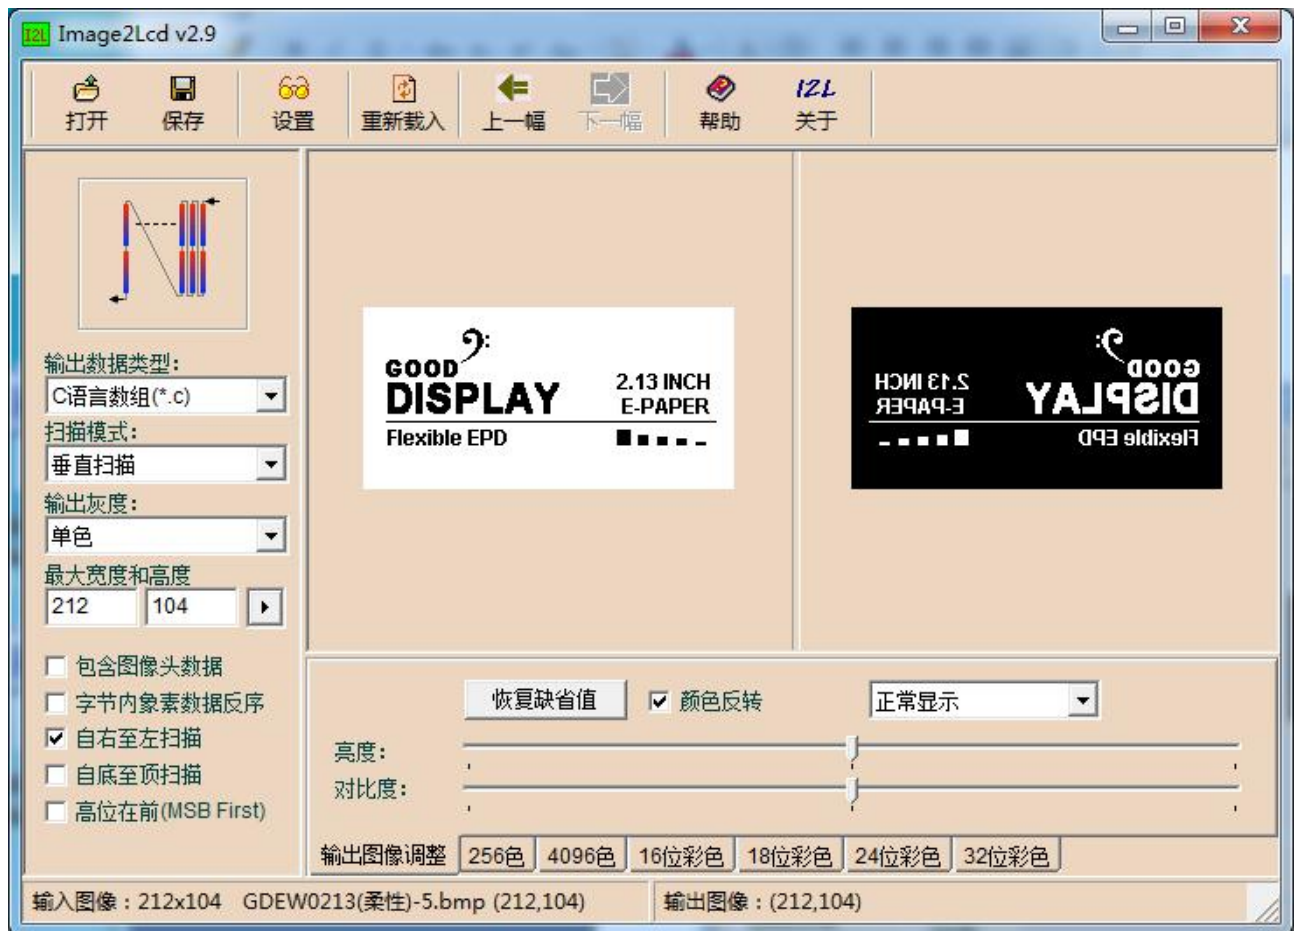 I2L Image2Lcd v2.9
打开 保存 设置 重新载入 上一幅 下一幅 帮助 I2L 关于
输出数据类型:
C语言数组(*.c)
扫描模式:
垂直扫描
输出灰度:
单色
最大宽度和高度
212 104
包含图像头数据
字节内象素数据反序
自右至左扫描
自底至顶扫描
高位在前(MSB First)
GOOD
DISPLAY
Flexible EPD
2.13 INCH
E-PAPER
GOOD
DISPLAY
Flexible EPD
2.13 INCH
E-PAPER
恢复缺省值 颜色反转 正常显示
亮度:
对比度:
输出图像调整 256色 4096色 16位彩色 18位彩色 24位彩色 32位彩色
输入图像:212x104 GDEW0213(柔性)-5.bmp (212,104) 输出图像:(212,104)